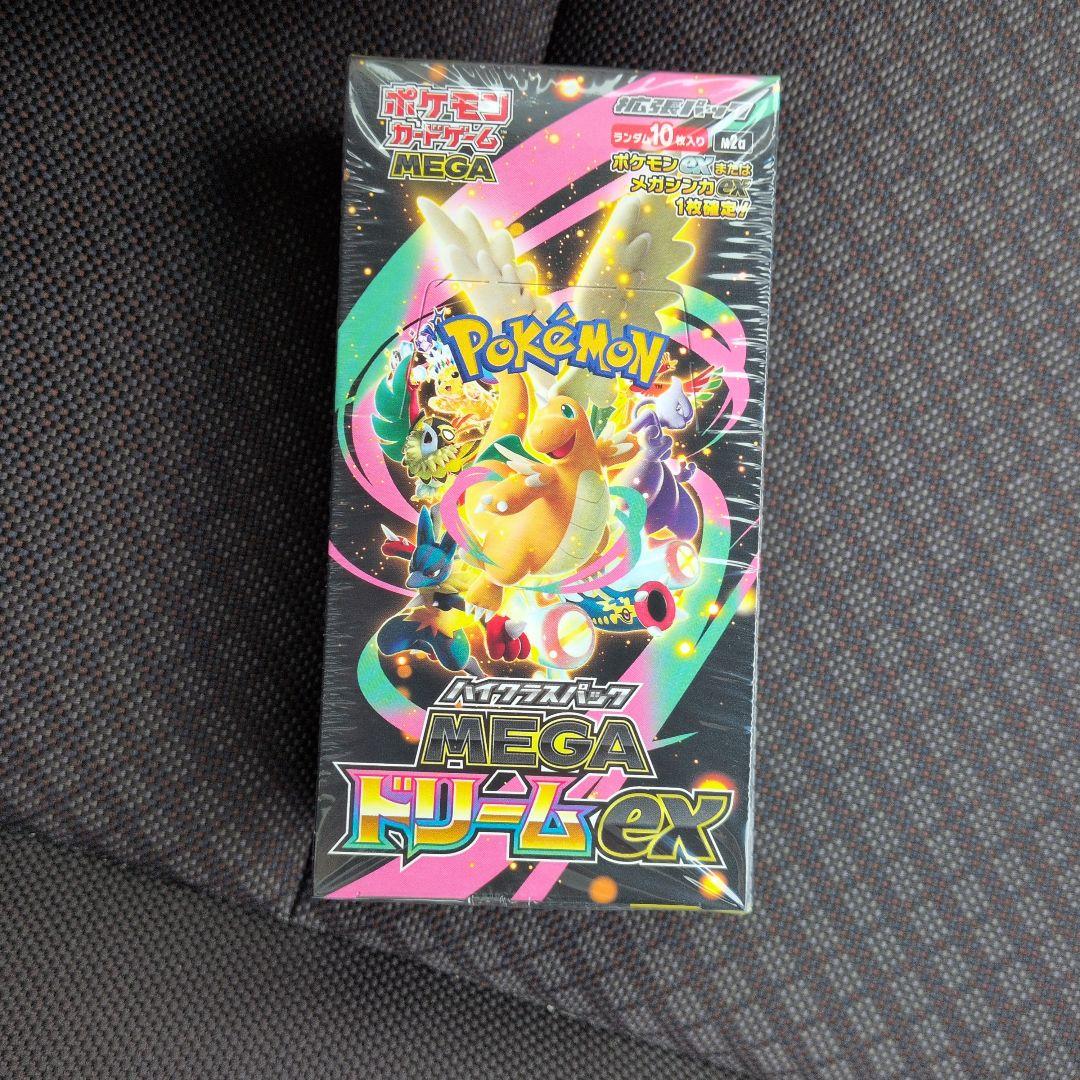 ポケモン
カードゲーム™
MEGA
拡張パック
ランダム10枚入り M2a
ポケモンexまたは
メガシンカex
1枚確定!
POKÉMON
ハイクラスパック
MEGA
ドリームex